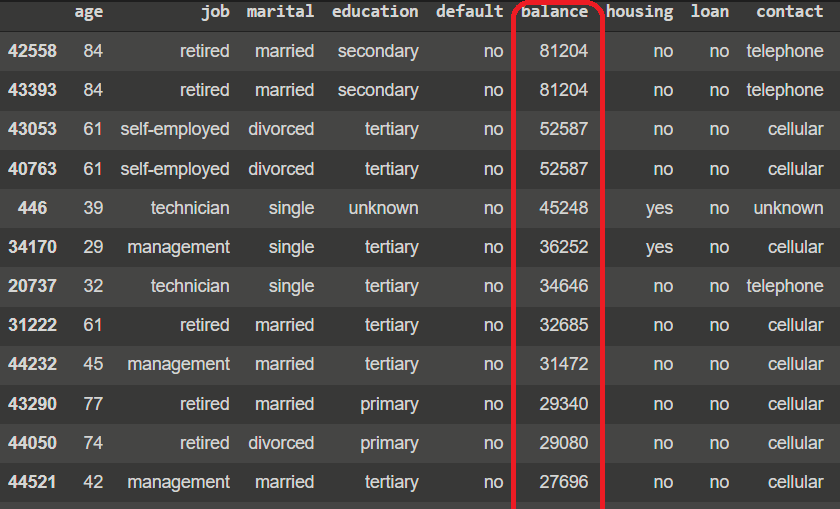 age job marital education default balance housing loan contact
42558 84 retired married secondary no 81204 no no telephone
43393 84 retired married secondary no 81204 no no telephone
43053 61 self-employed divorced tertiary no 52587 no no cellular
40763 61 self-employed divorced tertiary no 52587 no no cellular
446 39 technician single unknown no 45248 yes no unknown
34170 29 management single tertiary no 36252 yes no cellular
20737 32 technician single tertiary no 34646 no no telephone
31222 61 retired married tertiary no 32685 no no cellular
44232 45 management married tertiary no 31472 no no cellular
43290 77 retired married primary no 29340 no no cellular
44050 74 retired divorced primary no 29080 no no cellular
44521 42 management married tertiary no 27696 no no cellular